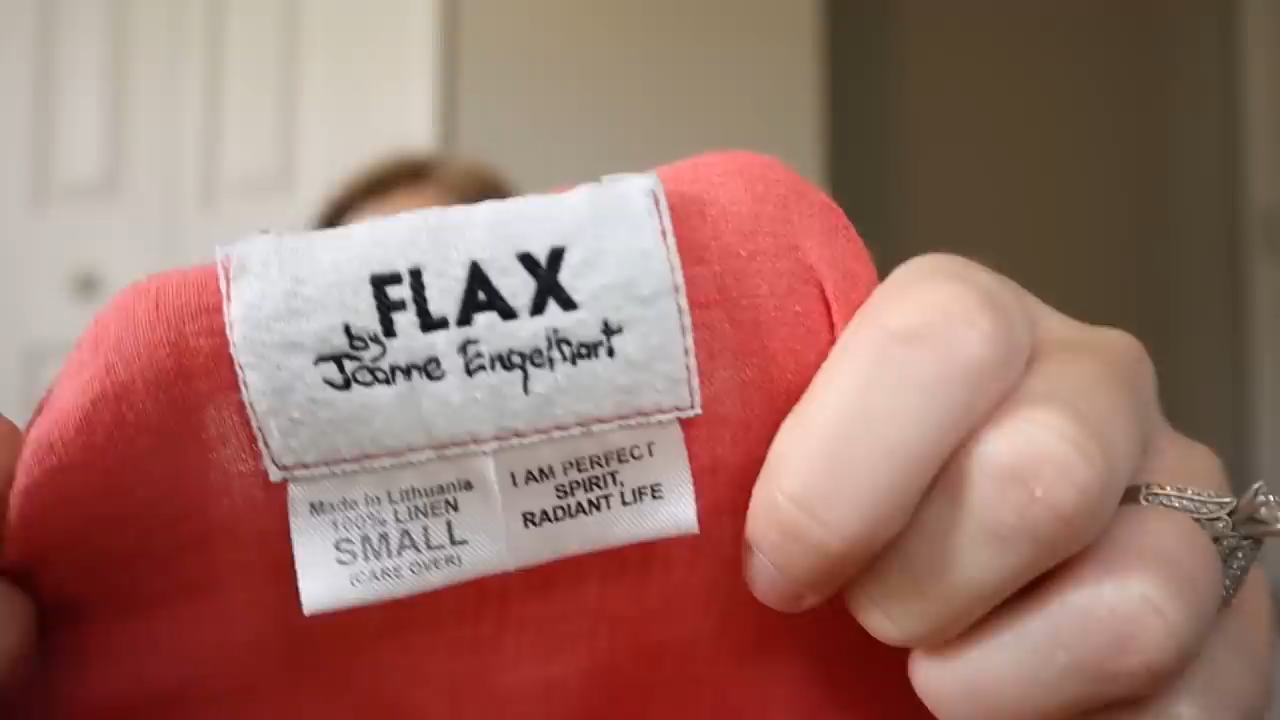 FLAX
by
Joanne Engelhart
Made in Lithuania
100% LINEN
SMALL
(CARE OVER)
I AM PERFECT
SPIRIT,
RADIANT LIFE